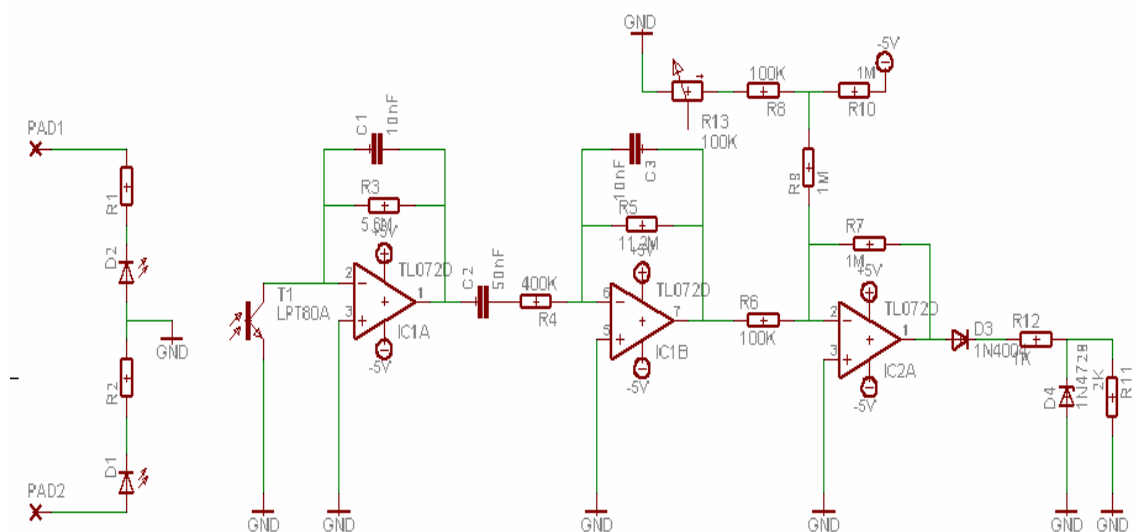 GND
-5V
100K
1M
R8
R10
R13
100K
PAD1
C1
10nF
10nF
C3
R9
1M
R1
R3
5.6M
R5
11.2M
R7
1M
D2
+5V
TL072D
C2
50nF
400K
R4
+5V
TL072D
R6
100K
+5V
TL072D
T1
LPT80A
2
3
1
IC1A
-5V
6
5
7
IC1B
-5V
2
3
1
IC2A
-5V
D3
1N4004
R12
1K
GND
R2
D4
1N4728
2K
R11
D1
PAD2
GND
GND
GND
GND
GND
GND